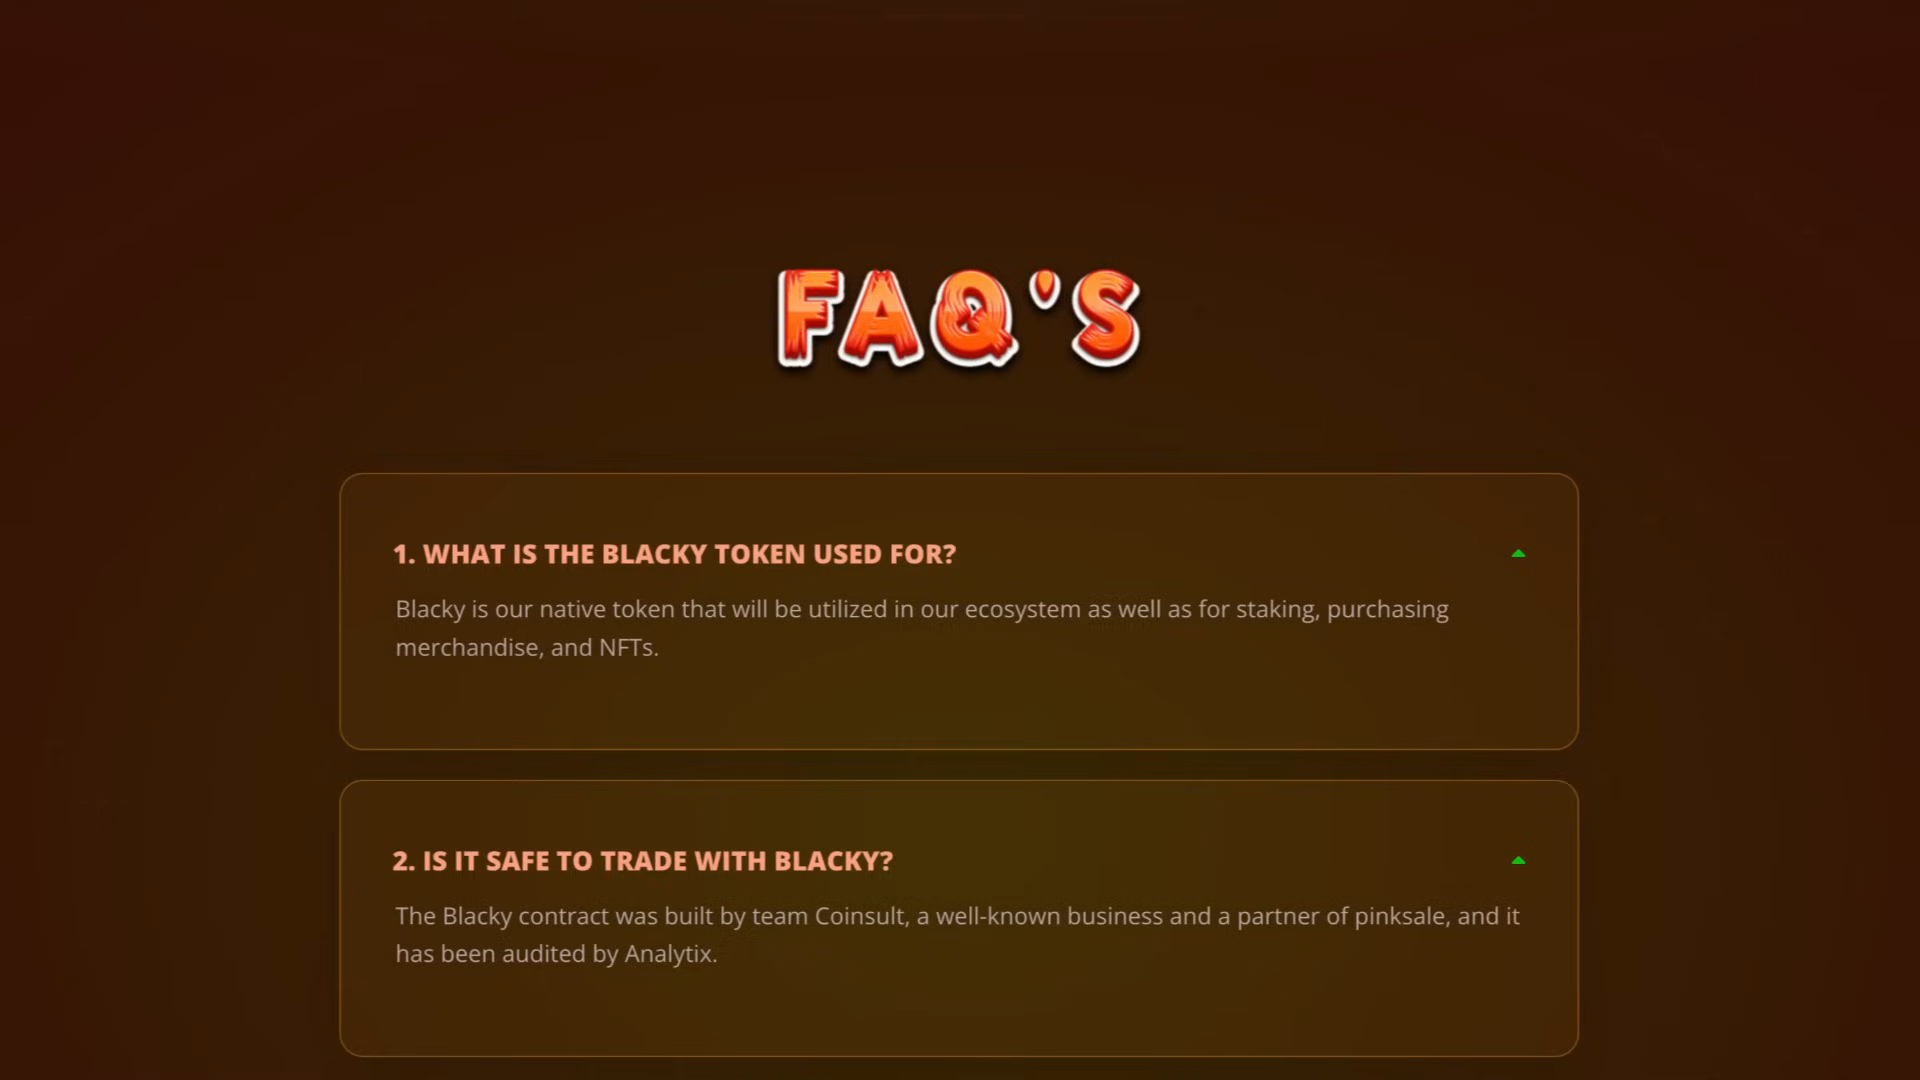 FAQ'S
1. WHAT IS THE BLACKY TOKEN USED FOR?
Blacky is our native token that will be utilized in our ecosystem as well as for staking, purchasing
merchandise, and NFTs.
2. IS IT SAFE TO TRADE WITH BLACKY?
The Blacky contract was built by team Coinsult, a well-known business and a partner of pinksale, and it
has been audited by Analytix.